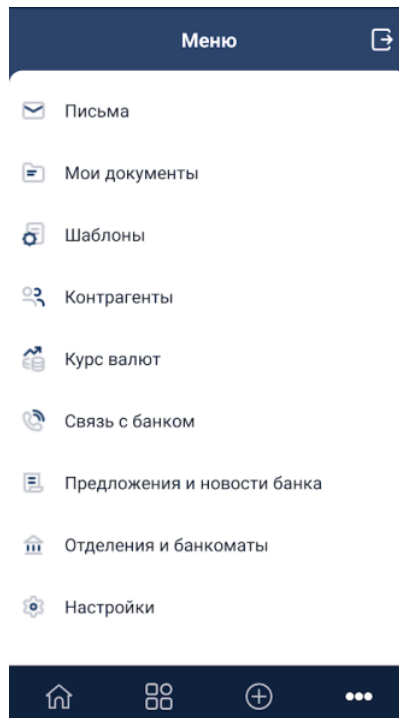 Меню
Письма
Мои документы
Шаблоны
Контрагенты
Курс валют
Связь с банком
Предложения и новости банка
Отделения и банкоматы
Настройки